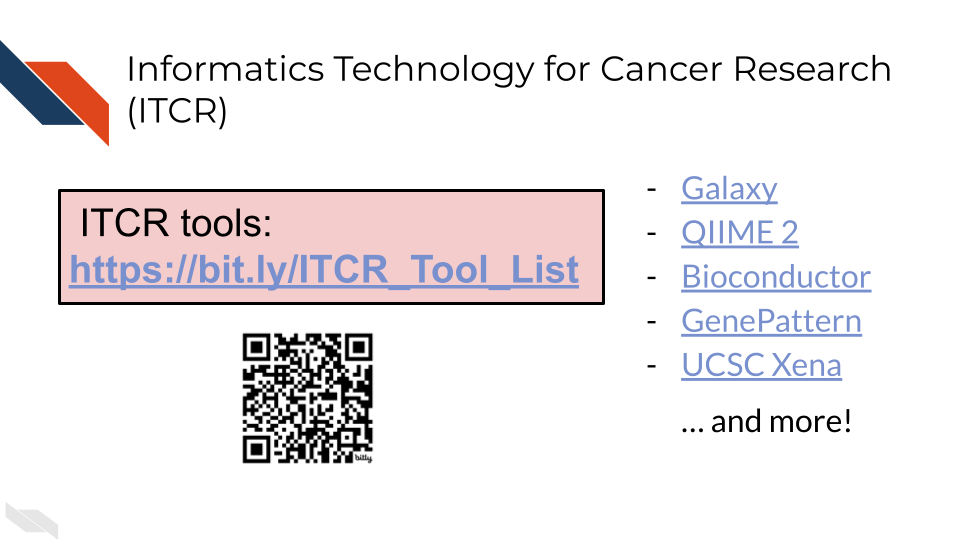 Informatics Technology for Cancer Research
(ITCR)
ITCR tools:
https://bit.ly/ITCR_Tool_List
- Galaxy
- QIIME 2
- Bioconductor
- GenePattern
- UCSC Xena
… and more!
bitly